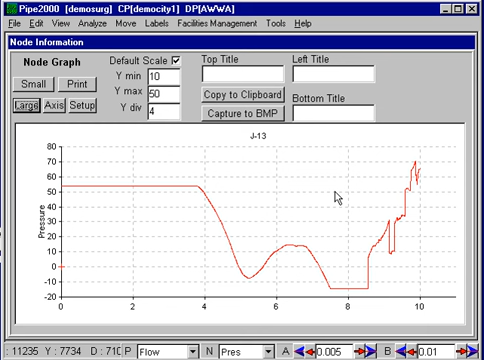 Pipe2000 [demosurg] CP[democity1] DP[AWWA]
File Edit View Analyze Move Labels Facilities Management Tools Help
Node Information
Node Graph
Small Print
Large Axis Setup
Default Scale
Y min 10
Y max 50
Y div 4
Top Title
Copy to Clipboard
Capture to BMP
Left Title
Bottom Title
J-13
Pressure
80
70
60
50
40
30
20
10
0
-10
-20
0 2 4 6 8 10
: 11235 Y : 7734 D : 710 P Flow N Pres A 0.005 B 0.01